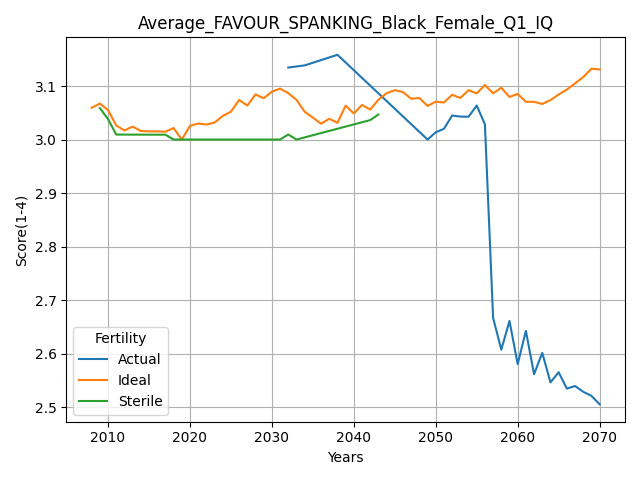 Average_FAVOUR_SPANKING_Black_Female_Q1_IQ
Score(1-4)
3.1
3.0
2.9
2.8
2.7
2.6
2.5
Fertility
Actual
Ideal
Sterile
2010 2020 2030 2040 2050 2060 2070
Years